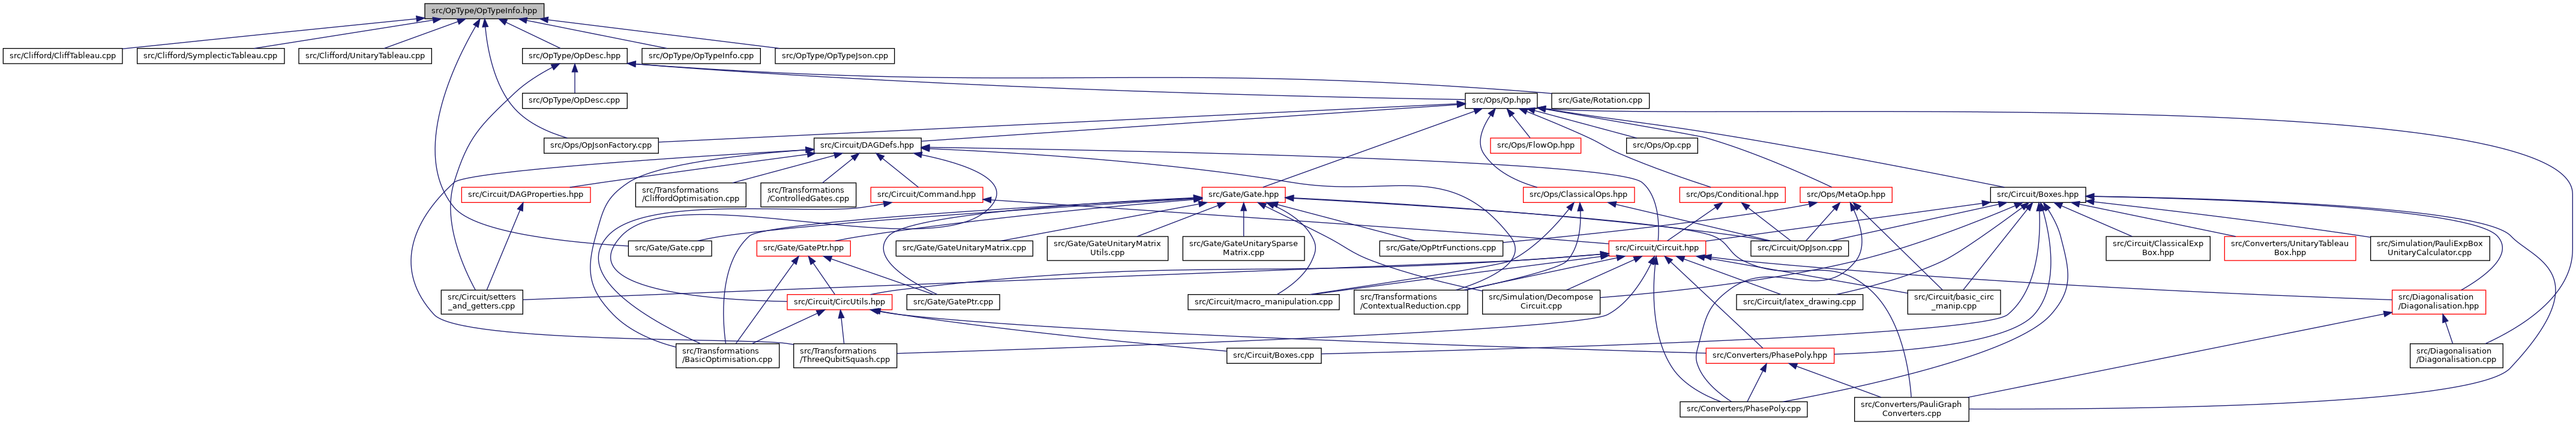 src/OpType/OpTypeInfo.hpp
src/Clifford/CliffTableau.cpp
src/Clifford/SymplecticTableau.cpp
src/Clifford/UnitaryTableau.cpp
src/OpType/OpDesc.hpp
src/OpType/OpTypeInfo.cpp
src/OpType/OpTypeJson.cpp
src/OpType/OpDesc.cpp
src/Ops/Op.hpp
src/Gate/Rotation.cpp
src/Ops/OpJsonFactory.cpp
src/Circuit/DAGDefs.hpp
src/Ops/FlowOp.hpp
src/Ops/Op.cpp
src/Circuit/DAGProperties.hpp
src/Transformations
/CliffordOptimisation.cpp
src/Transformations
/ControlledGates.cpp
src/Circuit/Command.hpp
src/Gate/Gate.hpp
src/Ops/ClassicalOps.hpp
src/Ops/Conditional.hpp
src/Ops/MetaOp.hpp
src/Circuit/Boxes.hpp
src/Gate/Gate.cpp
src/Gate/GatePtr.hpp
src/Gate/GateUnitaryMatrix.cpp
src/Gate/GateUnitaryMatrix
Utils.cpp
src/Gate/GateUnitarySparse
Matrix.cpp
src/Gate/OpPtrFunctions.cpp
src/Circuit/Circuit.hpp
src/Circuit/OpJson.cpp
src/Circuit/ClassicalExp
Box.hpp
src/Converters/UnitaryTableau
Box.hpp
src/Simulation/PauliExpBox
UnitaryCalculator.cpp
src/Circuit/setters
_and_getters.cpp
src/Circuit/CircUtils.hpp
src/Gate/GatePtr.cpp
src/Circuit/macro_manipulation.cpp
src/Transformations
/ContextualReduction.cpp
src/Simulation/Decompose
Circuit.cpp
src/Circuit/latex_drawing.cpp
src/Circuit/basic_circ
_manip.cpp
src/Diagonalisation
/Diagonalisation.hpp
src/Transformations
/BasicOptimisation.cpp
src/Transformations
/ThreeQubitSquash.cpp
src/Circuit/Boxes.cpp
src/Converters/PhasePoly.hpp
src/Diagonalisation
/Diagonalisation.cpp
src/Converters/PhasePoly.cpp
src/Converters/PauliGraph
Converters.cpp